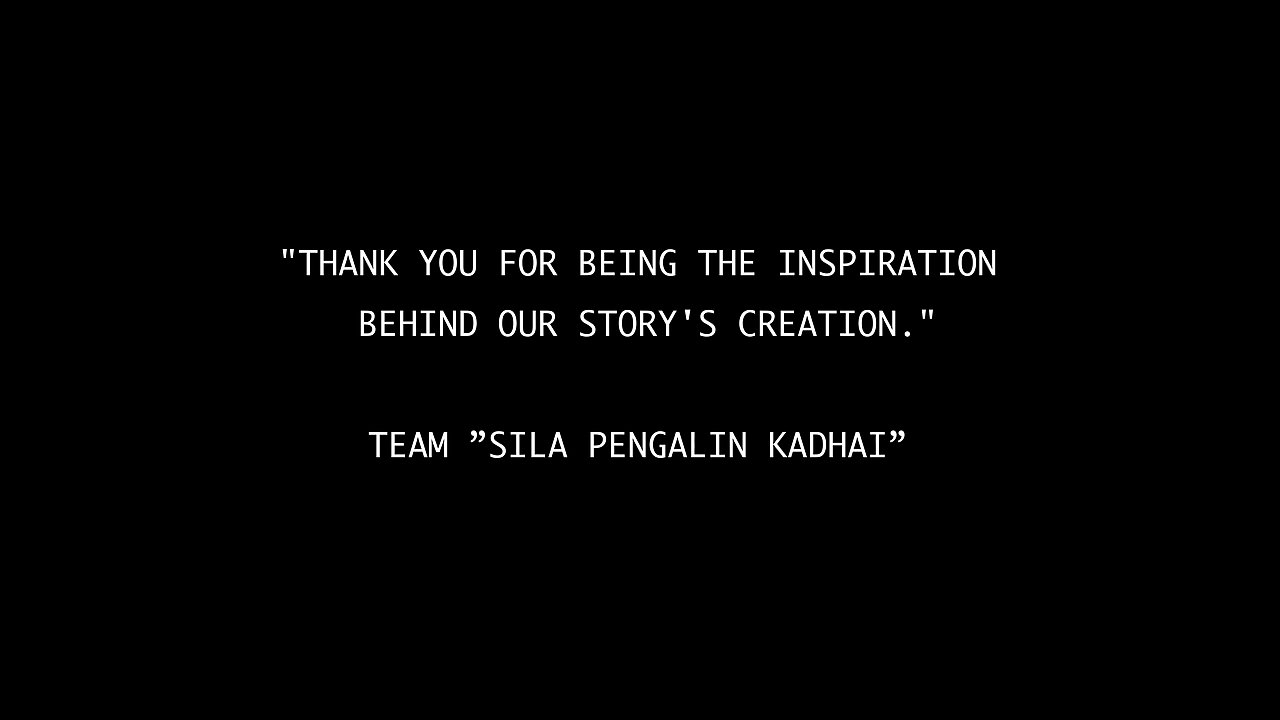 "THANK YOU FOR BEING THE INSPIRATION
BEHIND OUR STORY'S CREATION."
TEAM ”SILA PENGALIN KADHAI”